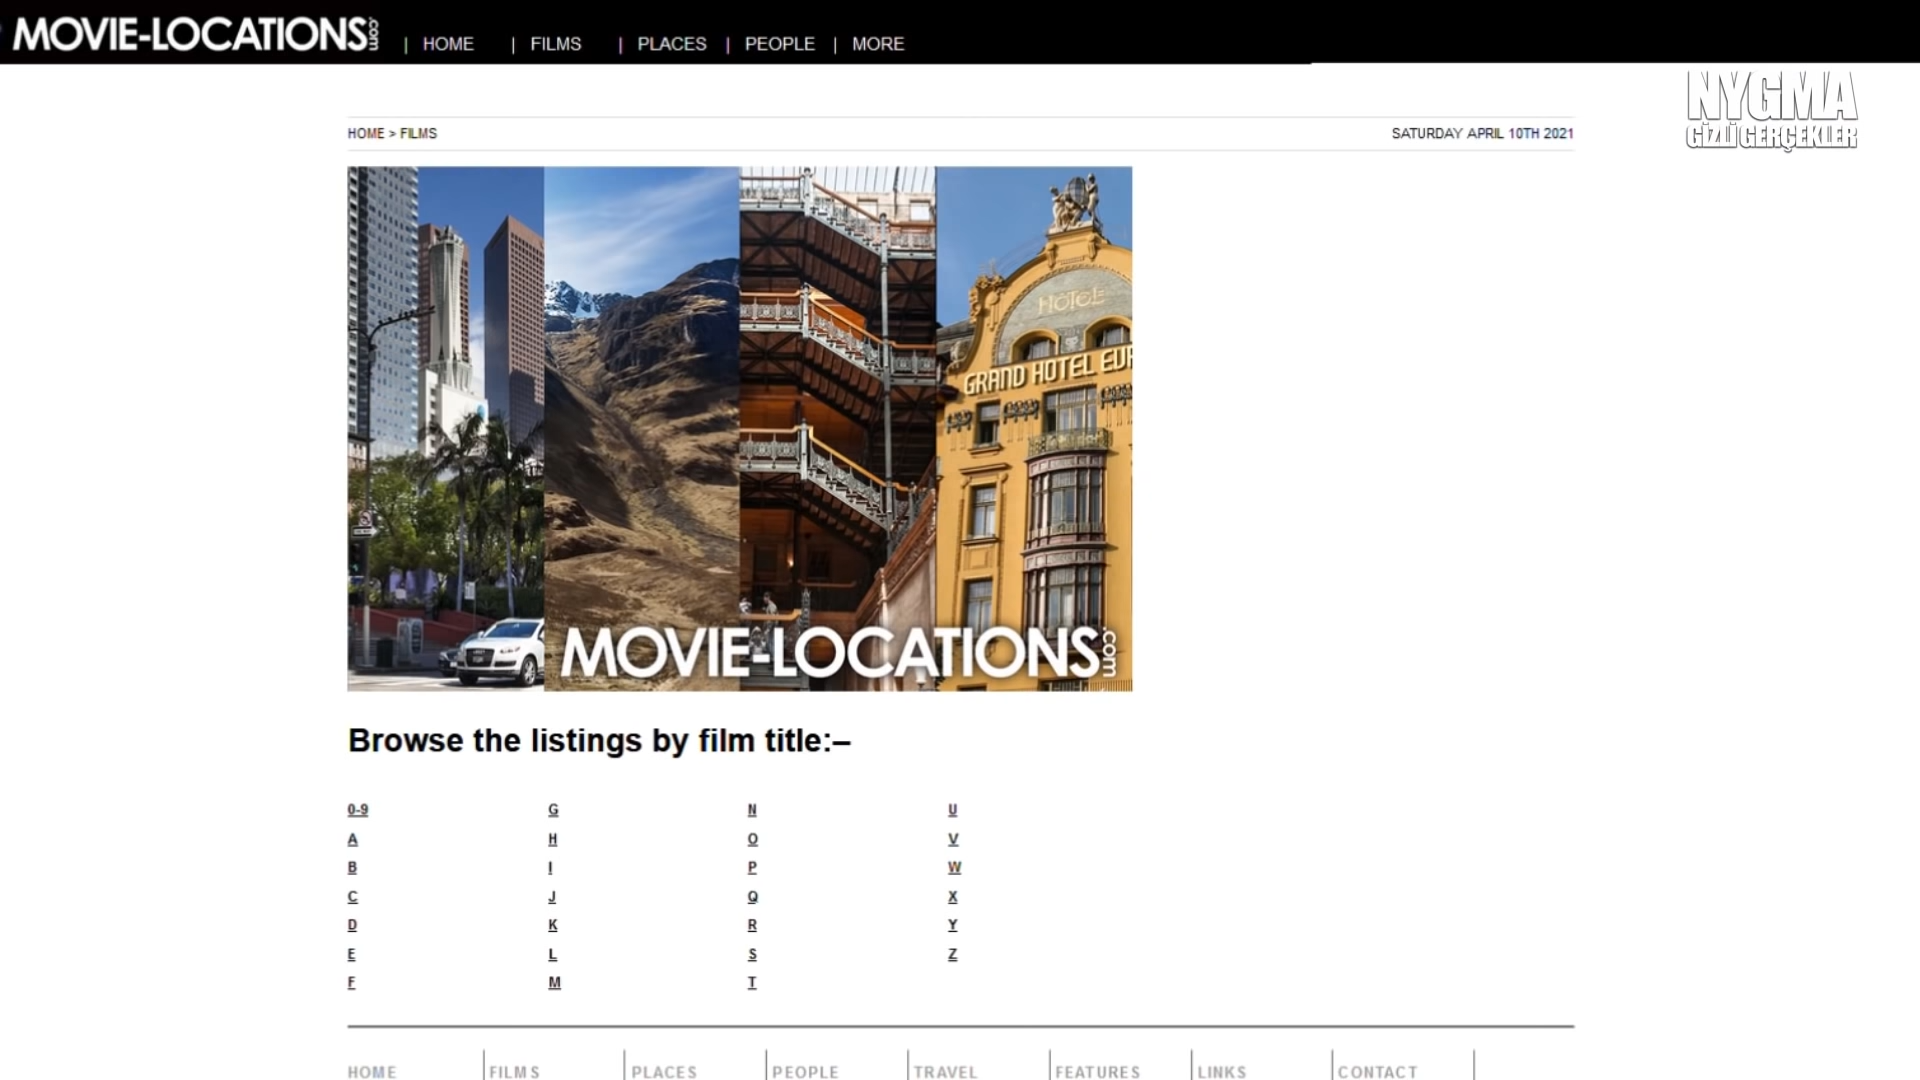 MOVIE-LOCATIONS.com | HOME | FILMS | PLACES | PEOPLE | MORE
NYGMA
GİZLİ GERÇEKLER
HOME > FILMS
SATURDAY APRIL 10TH 2021
HOTEL
GRAND HOTEL EUR
MOVIE-LOCATIONS.com
Browse the listings by film title:–
0-9 G N U
A H O V
B I P W
C J Q X
D K R Y
E L S Z
F M T
HOME | FILMS | PLACES | PEOPLE | TRAVEL | FEATURES | LINKS | CONTACT |